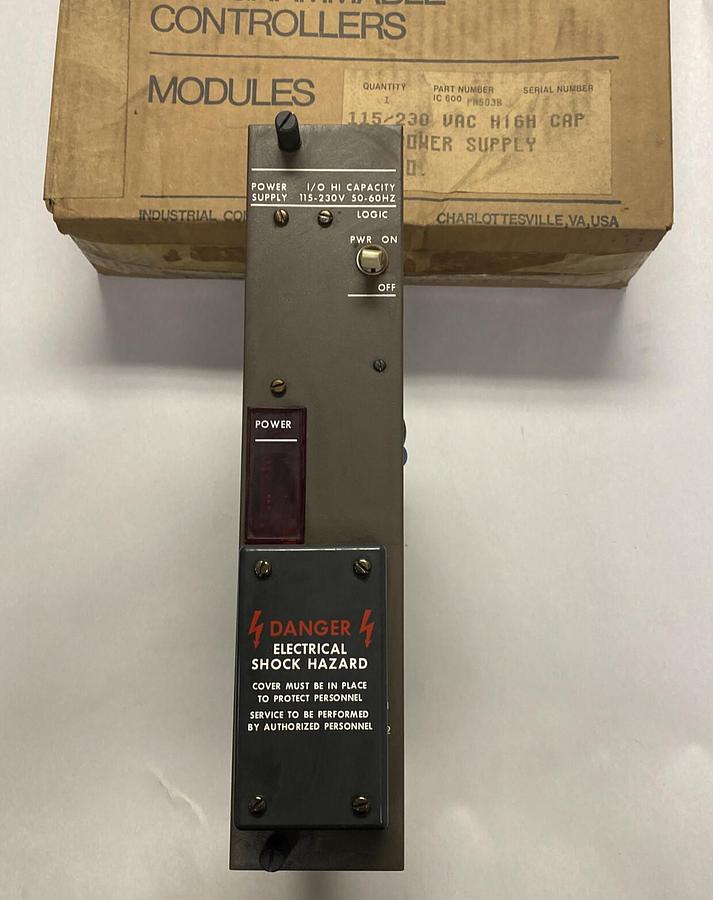 CONTROLLERS
MODULES
QUANTITY PART NUMBER SERIAL NUMBER
1 IC 600 PM503B
115/230 VAC HIGH CAP
POWER SUPPLY
INDUSTRIAL
CHARLOTTESVILLE, VA, USA
POWER I/O HI CAPACITY
SUPPLY 115-230V 50-60HZ
LOGIC
PWR ON
OFF
POWER
DANGER
ELECTRICAL
SHOCK HAZARD
COVER MUST BE IN PLACE
TO PROTECT PERSONNEL
SERVICE TO BE PERFORMED
BY AUTHORIZED PERSONNEL